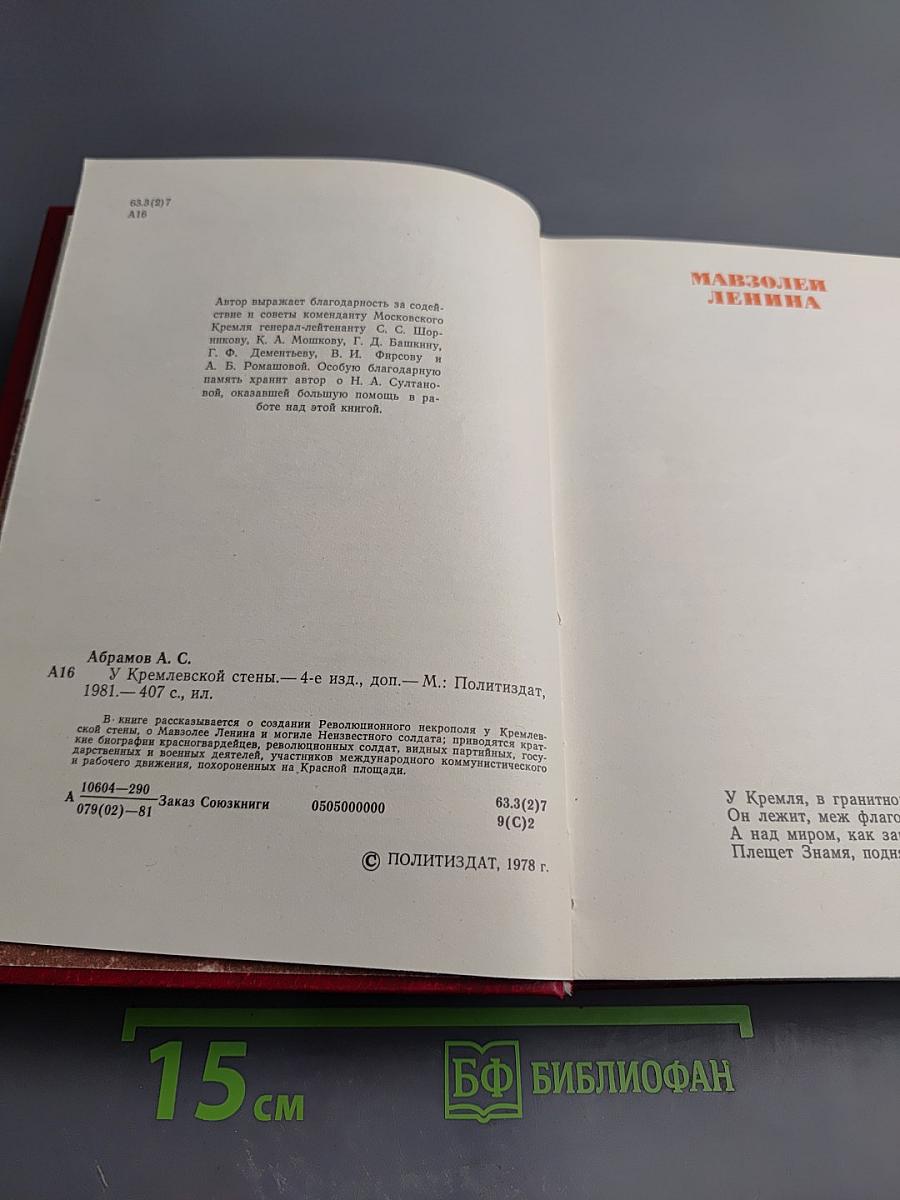 63.3(2)7
А16
Автор выражает благодарность за содей-
ствие и советы коменданту Московского
Кремля генерал-лейтенанту С. С. Шор-
никову, К. А. Мошкову, Г. Д. Башкину,
Г. Ф. Дементьеву, В. И. Фирсову и
А. Б. Ромашовой. Особую благодарную
память хранит автор о Н. А. Султано-
вой, оказавшей большую помощь в ра-
боте над этой книгой.
Абрамов А. С.
А16 У Кремлевской стены.— 4-е изд., доп.— М.: Политиздат,
1981.— 407 с., ил.
В книге рассказывается о создании Революционного некрополя у Кремлев-
ской стены, о Мавзолее Ленина и могиле Неизвестного солдата; приводятся крат-
кие биографии красногвардейцев, революционных солдат, видных партийных, госу-
дарственных и военных деятелей, участников международного коммунистического
и рабочего движения, похороненных на Красной площади.
А 10604—290
079(02)—81 Заказ Союзкниги 0505000000 63.3(2)7
9(С)2
© ПОЛИТИЗДАТ, 1978 г.
МАВЗОЛЕЙ
ЛЕНИНА
У Кремля, в гранитно
Он лежит, меж флаго
А над миром, как за
Плещет Знамя, подня
15 см
БФ БИБЛИОФАН